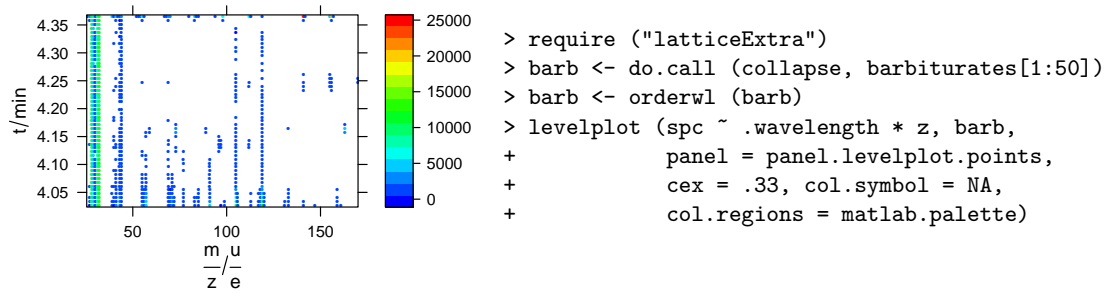 4.35
4.30
4.25
4.20
4.15
4.10
4.05
t/min
50
100
150
m/z / u/e
25000
20000
15000
10000
5000
0
> require ("latticeExtra")
> barb <- do.call (collapse, barbiturates[1:50])
> barb <- orderwl (barb)
> levelplot (spc ~ .wavelength * z, barb,
+ panel = panel.levelplot.points,
+ cex = .33, col.symbol = NA,
+ col.regions = matlab.palette)